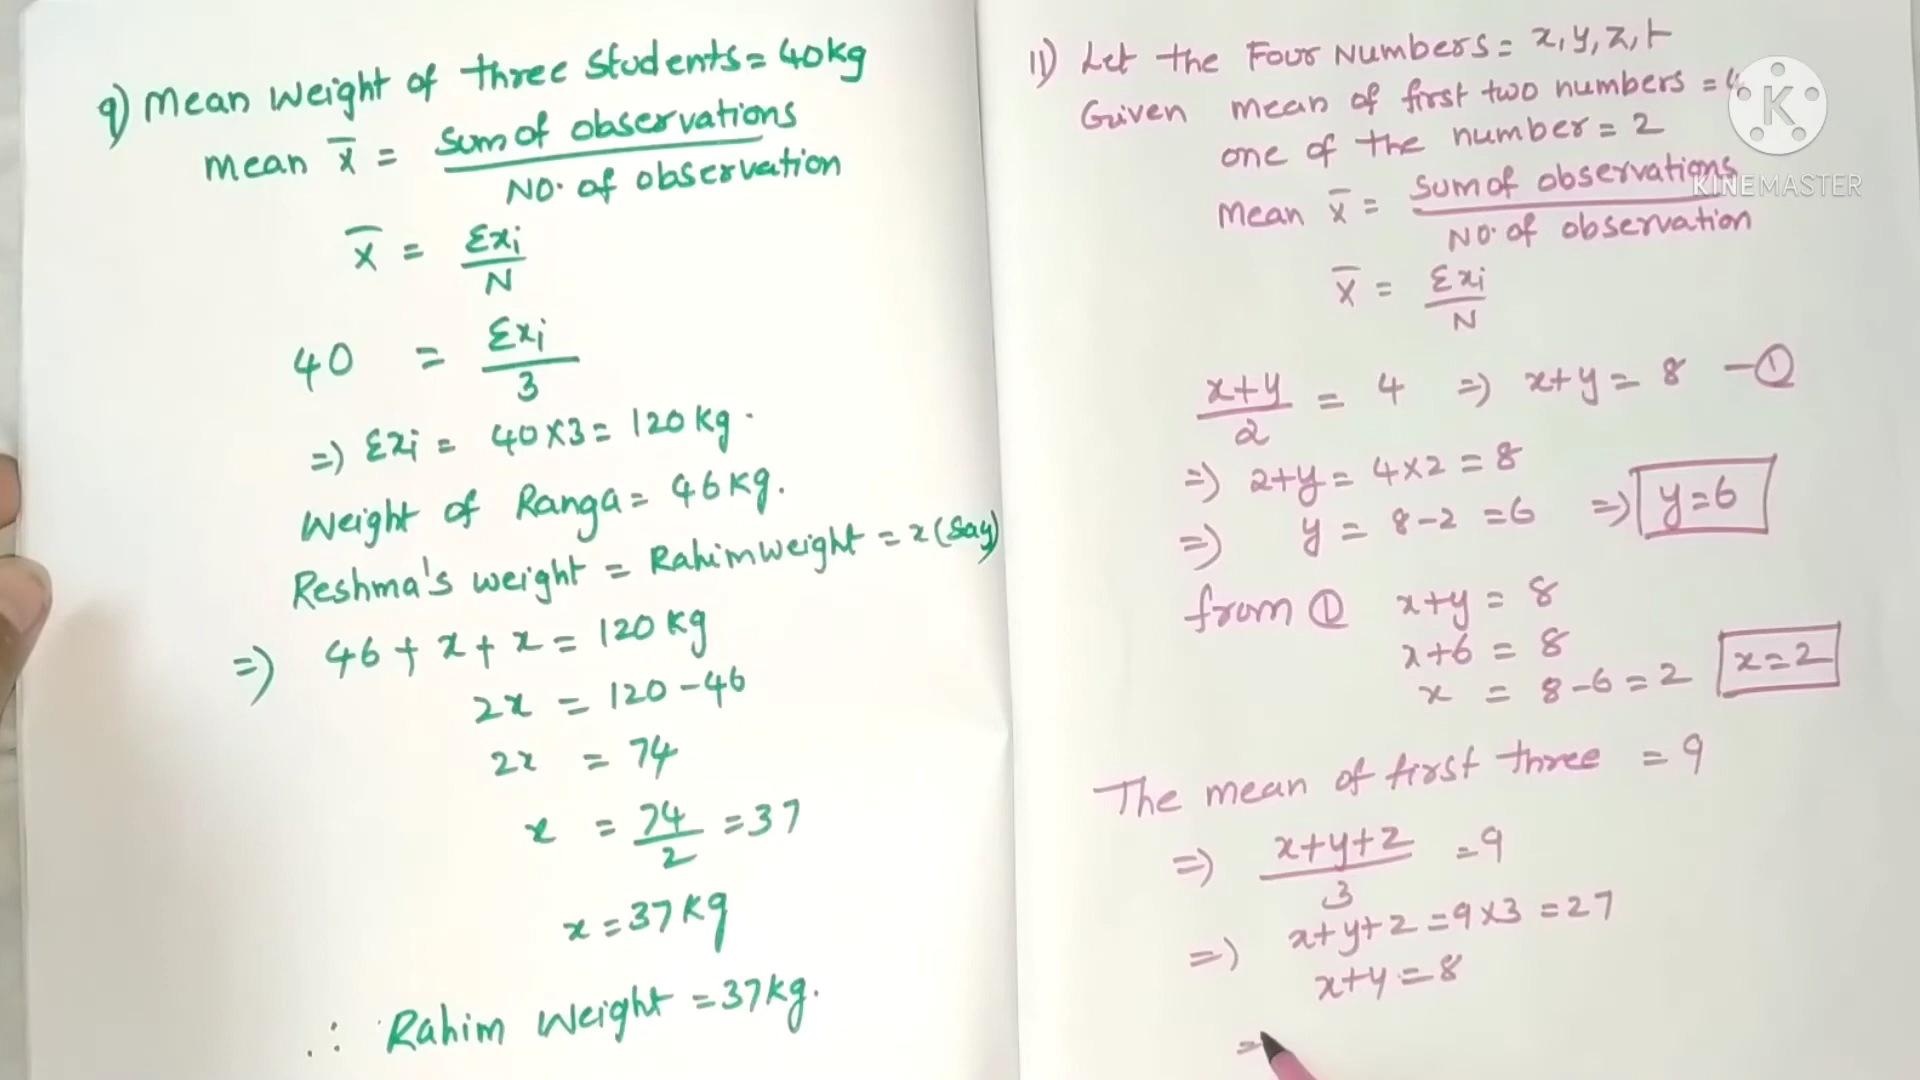 9) Mean Weight of three students = 40kg
Mean x̄ = Sum of observations / No. of observation
x̄ = Σxi / N
40 = Σxi / 3
=) Σxi = 40×3 = 120kg.
Weight of Ranga = 46kg.
Reshma's weight = Rahim weight = x (say)
=) 46 + x + x = 120kg
2x = 120 - 46
2x = 74
x = 74 / 2 = 37
x = 37kg
∴ Rahim Weight = 37kg.
11) Let the Four Numbers = x, y, z, t
Given mean of first two numbers =
one of the number = 2
Mean x̄ = Sum of observations / No. of observation
x̄ = Σxi / N
x+y / 2 = 4 =) x+y = 8 - ①
=) 2+y = 4×2 = 8
=) y = 8-2 = 6 =) y=6
from ① x+y = 8
x+6 = 8
x = 8-6 = 2 x=2
The mean of first three = 9
=) x+y+z / 3 = 9
=) x+y+z = 9×3 = 27
x+y = 8
=
K
KINEMASTER